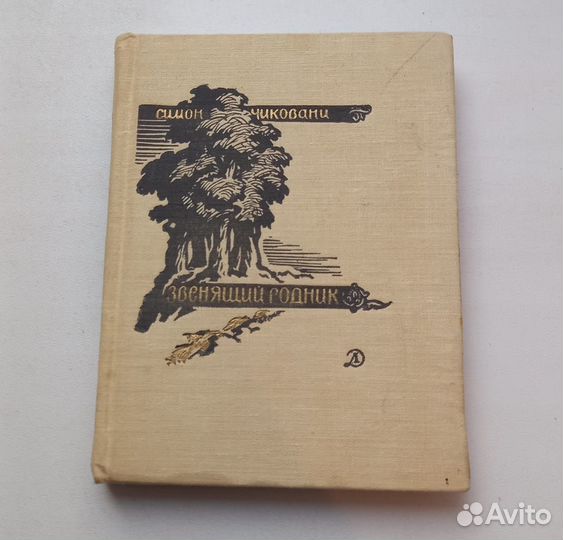 симон чиковани
звенящий родник
Д
Avito